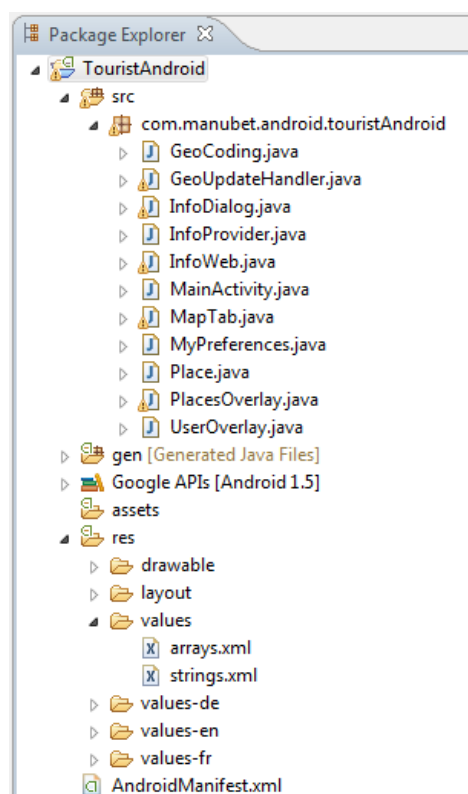 Package Explorer
TouristAndroid
src
com.manubet.android.touristAndroid
GeoCoding.java
GeoUpdateHandler.java
InfoDialog.java
InfoProvider.java
InfoWeb.java
MainActivity.java
MapTab.java
MyPreferences.java
Place.java
PlacesOverlay.java
UserOverlay.java
gen [Generated Java Files]
Google APIs [Android 1.5]
assets
res
drawable
layout
values
arrays.xml
strings.xml
values-de
values-en
values-fr
AndroidManifest.xml